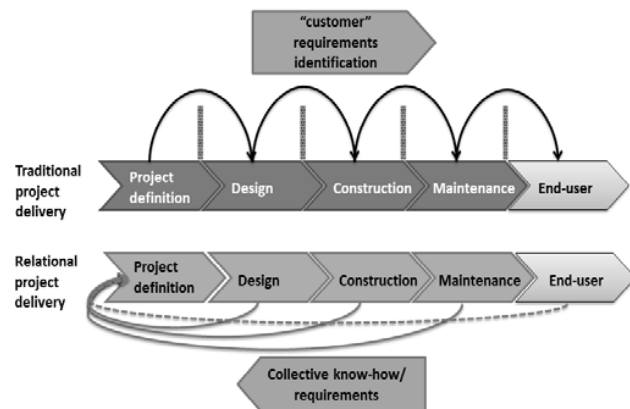 “customer”
requirements
identification
Traditional
project
delivery
Project
definition
Design
Construction
Maintenance
End-user
Relational
project
delivery
Project
definition
Design
Construction
Maintenance
End-user
Collective know-how/
requirements